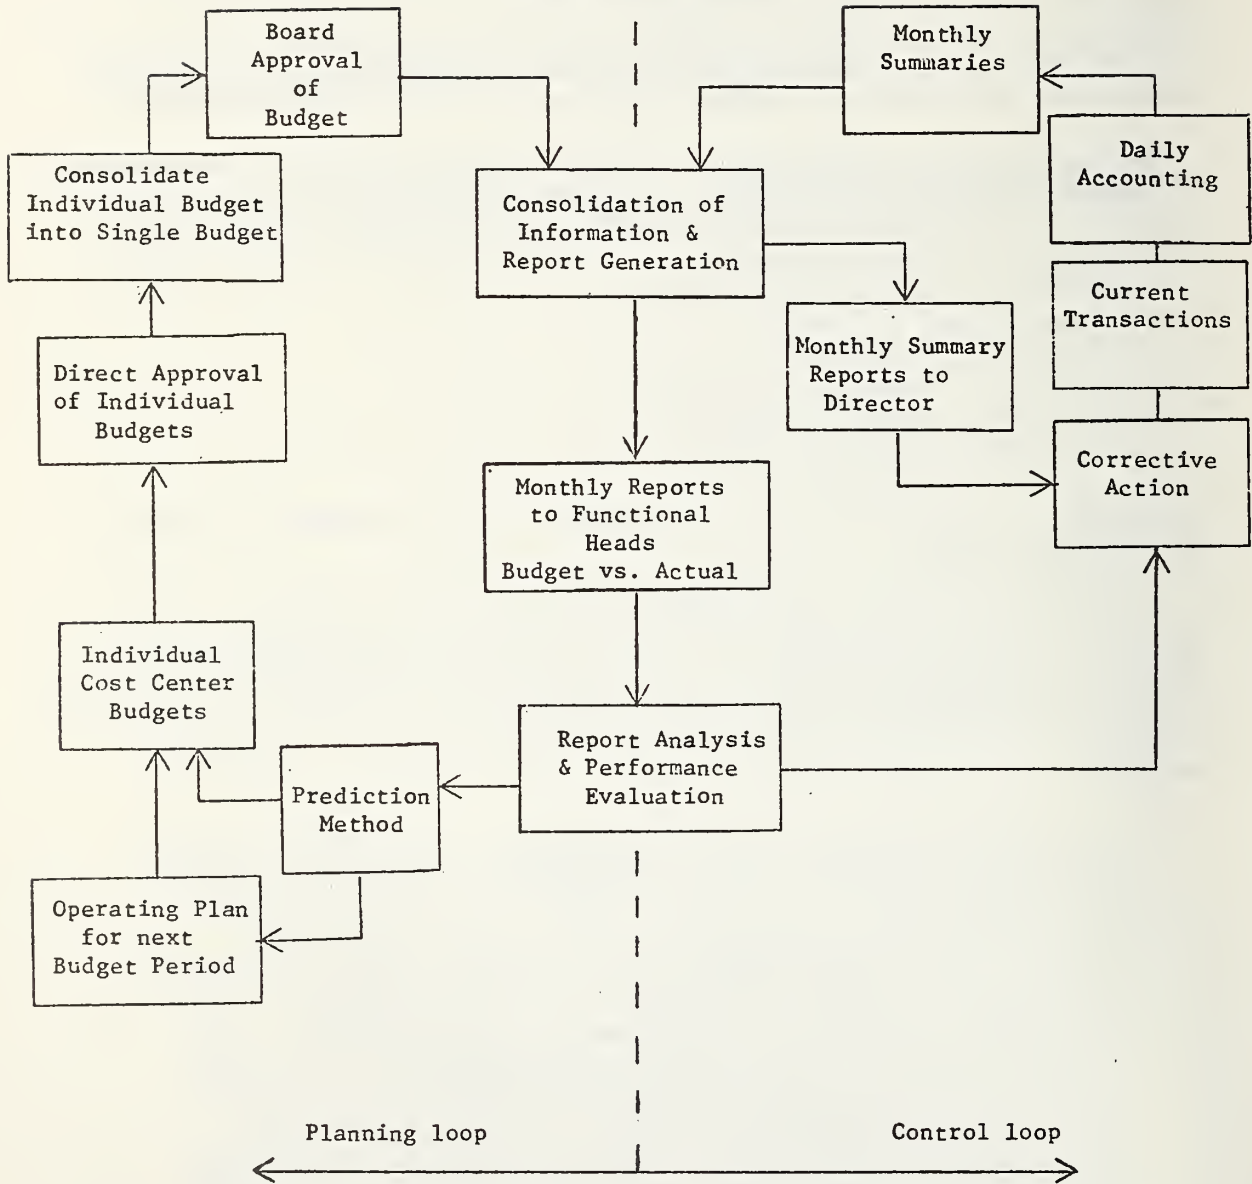 Board
Approval
of
Budget
Monthly
Summaries
Consolidate
Individual Budget
into Single Budget
Consolidation of
Information &
Report Generation
Daily
Accounting
Current
Transactions
Direct Approval
of Individual
Budgets
Monthly Summary
Reports to
Director
Corrective
Action
Monthly Reports
to Functional
Heads
Budget vs. Actual
Individual
Cost Center
Budgets
Report Analysis
& Performance
Evaluation
Prediction
Method
Operating Plan
for next
Budget Period
Planning loop
Control loop